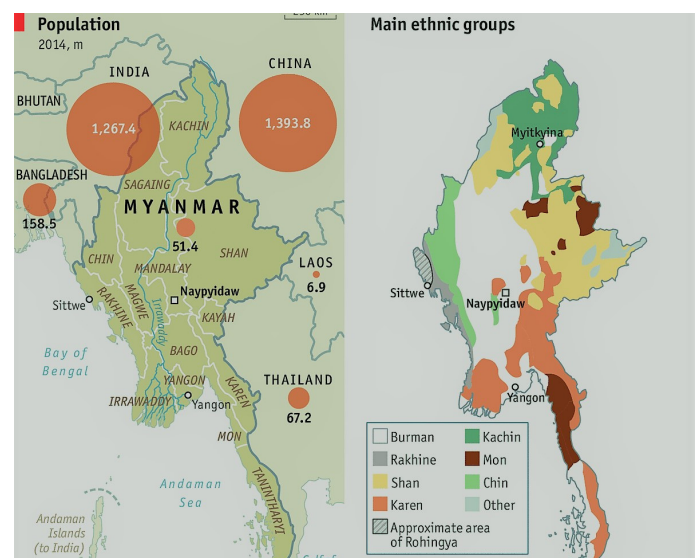 Population
2014, m
INDIA
CHINA
BHUTAN
1,267.4
1,393.8
KACHIN
BANGLADESH
158.5
SAGAING
MYANMAR
51.4
SHAN
CHIN
MANDALAY
LAOS
6.9
MAGWE
RAKHINE
Naypyidaw
Sittwe
Irrawaddy
KAYAH
Bay of
Bengal
BAGO
YANGON
KAREN
THAILAND
67.2
IRRAWADDY
Yangon
MON
Andaman
Sea
TANINTHARYI
Andaman
Islands
(to India)
Main ethnic groups
Myitkyina
Sittwe
Naypyidaw
Yangon
Burman
Kachin
Rakhine
Mon
Shan
Chin
Karen
Other
Approximate area
of Rohingya